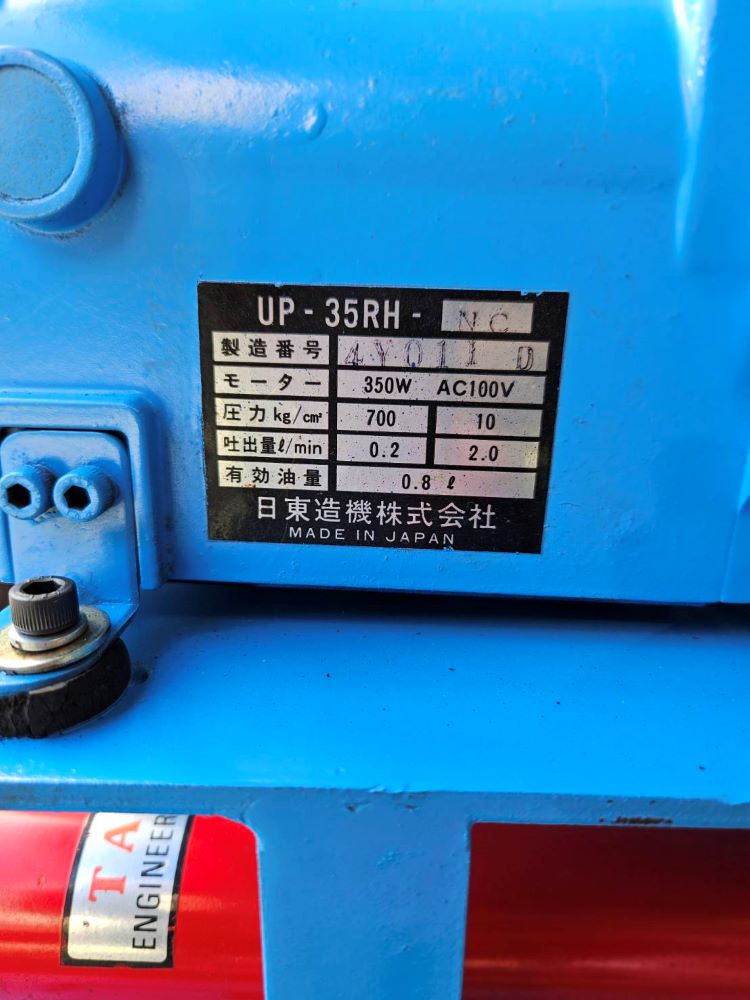 UP - 35RH - NC
製造番号 4Y011 D
モーター 350W AC100V
圧力kg/cm² 700 10
吐出量ℓ/min 0.2 2.0
有効油量 0.8 ℓ
日東造機株式会社
MADE IN JAPAN
TA
ENGINEER